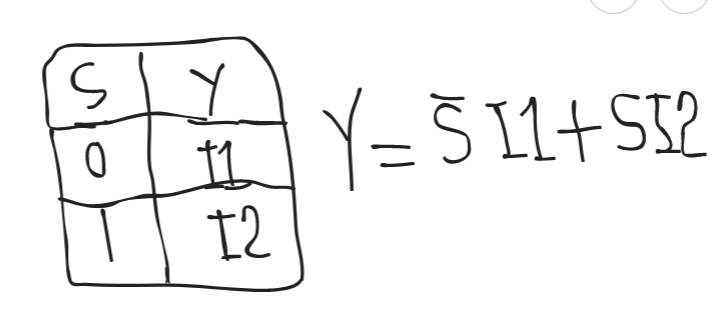 S Y
0 I1
1 I2
Y = S̅ I1 + S I2